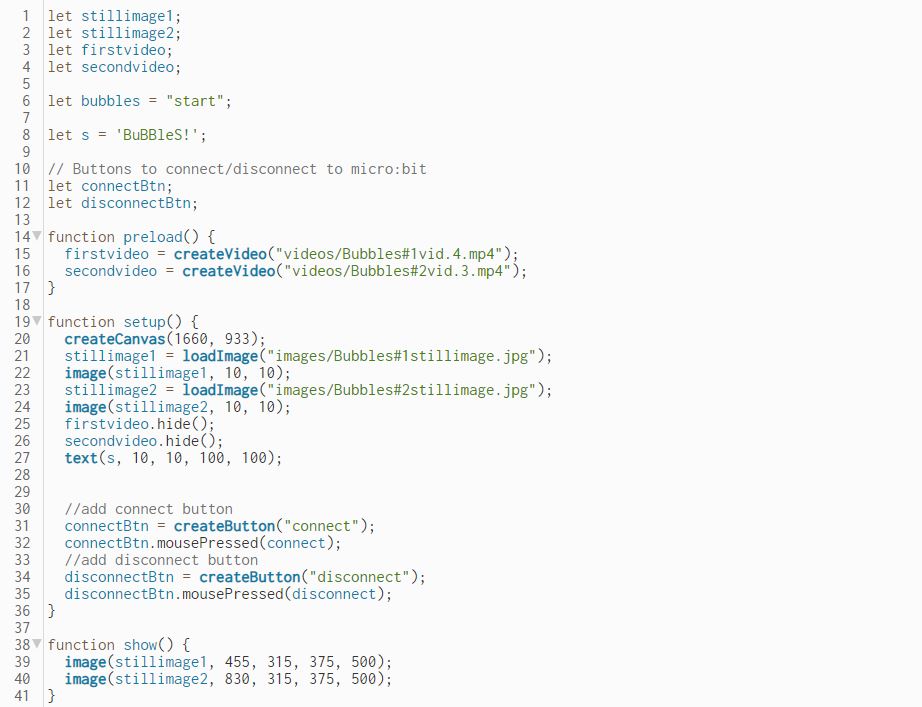 1 let stillimage1;
2 let stillimage2;
3 let firstvideo;
4 let secondvideo;
5
6 let bubbles = "start";
7
8 let s = 'BuBBleS!';
9
10 // Buttons to connect/disconnect to micro:bit
11 let connectBtn;
12 let disconnectBtn;
13
14 function preload() {
15   firstvideo = createVideo("videos/Bubbles#1vid.4.mp4");
16   secondvideo = createVideo("videos/Bubbles#2vid.3.mp4");
17 }
18
19 function setup() {
20   createCanvas(1660, 933);
21   stillimage1 = loadImage("images/Bubbles#1stillimage.jpg");
22   image(stillimage1, 10, 10);
23   stillimage2 = loadImage("images/Bubbles#2stillimage.jpg");
24   image(stillimage2, 10, 10);
25   firstvideo.hide();
26   secondvideo.hide();
27   text(s, 10, 10, 100, 100);
28
29
30   //add connect button
31   connectBtn = createButton("connect");
32   connectBtn.mousePressed(connect);
33   //add disconnect button
34   disconnectBtn = createButton("disconnect");
35   disconnectBtn.mousePressed(disconnect);
36 }
37
38 function show() {
39   image(stillimage1, 455, 315, 375, 500);
40   image(stillimage2, 830, 315, 375, 500);
41 }